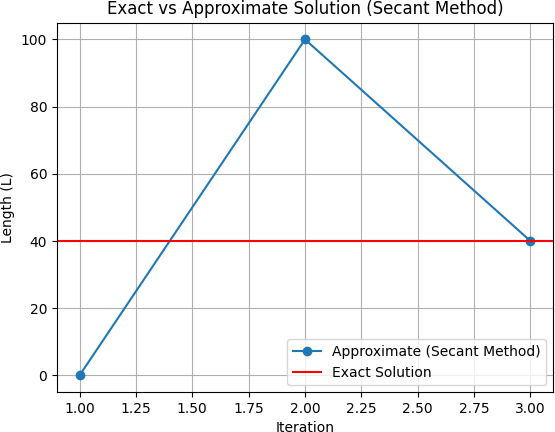 Exact vs Approximate Solution (Secant Method)
100
80
60
40
20
0
Length (L)
Approximate (Secant Method)
Exact Solution
1.00 1.25 1.50 1.75 2.00 2.25 2.50 2.75 3.00
Iteration